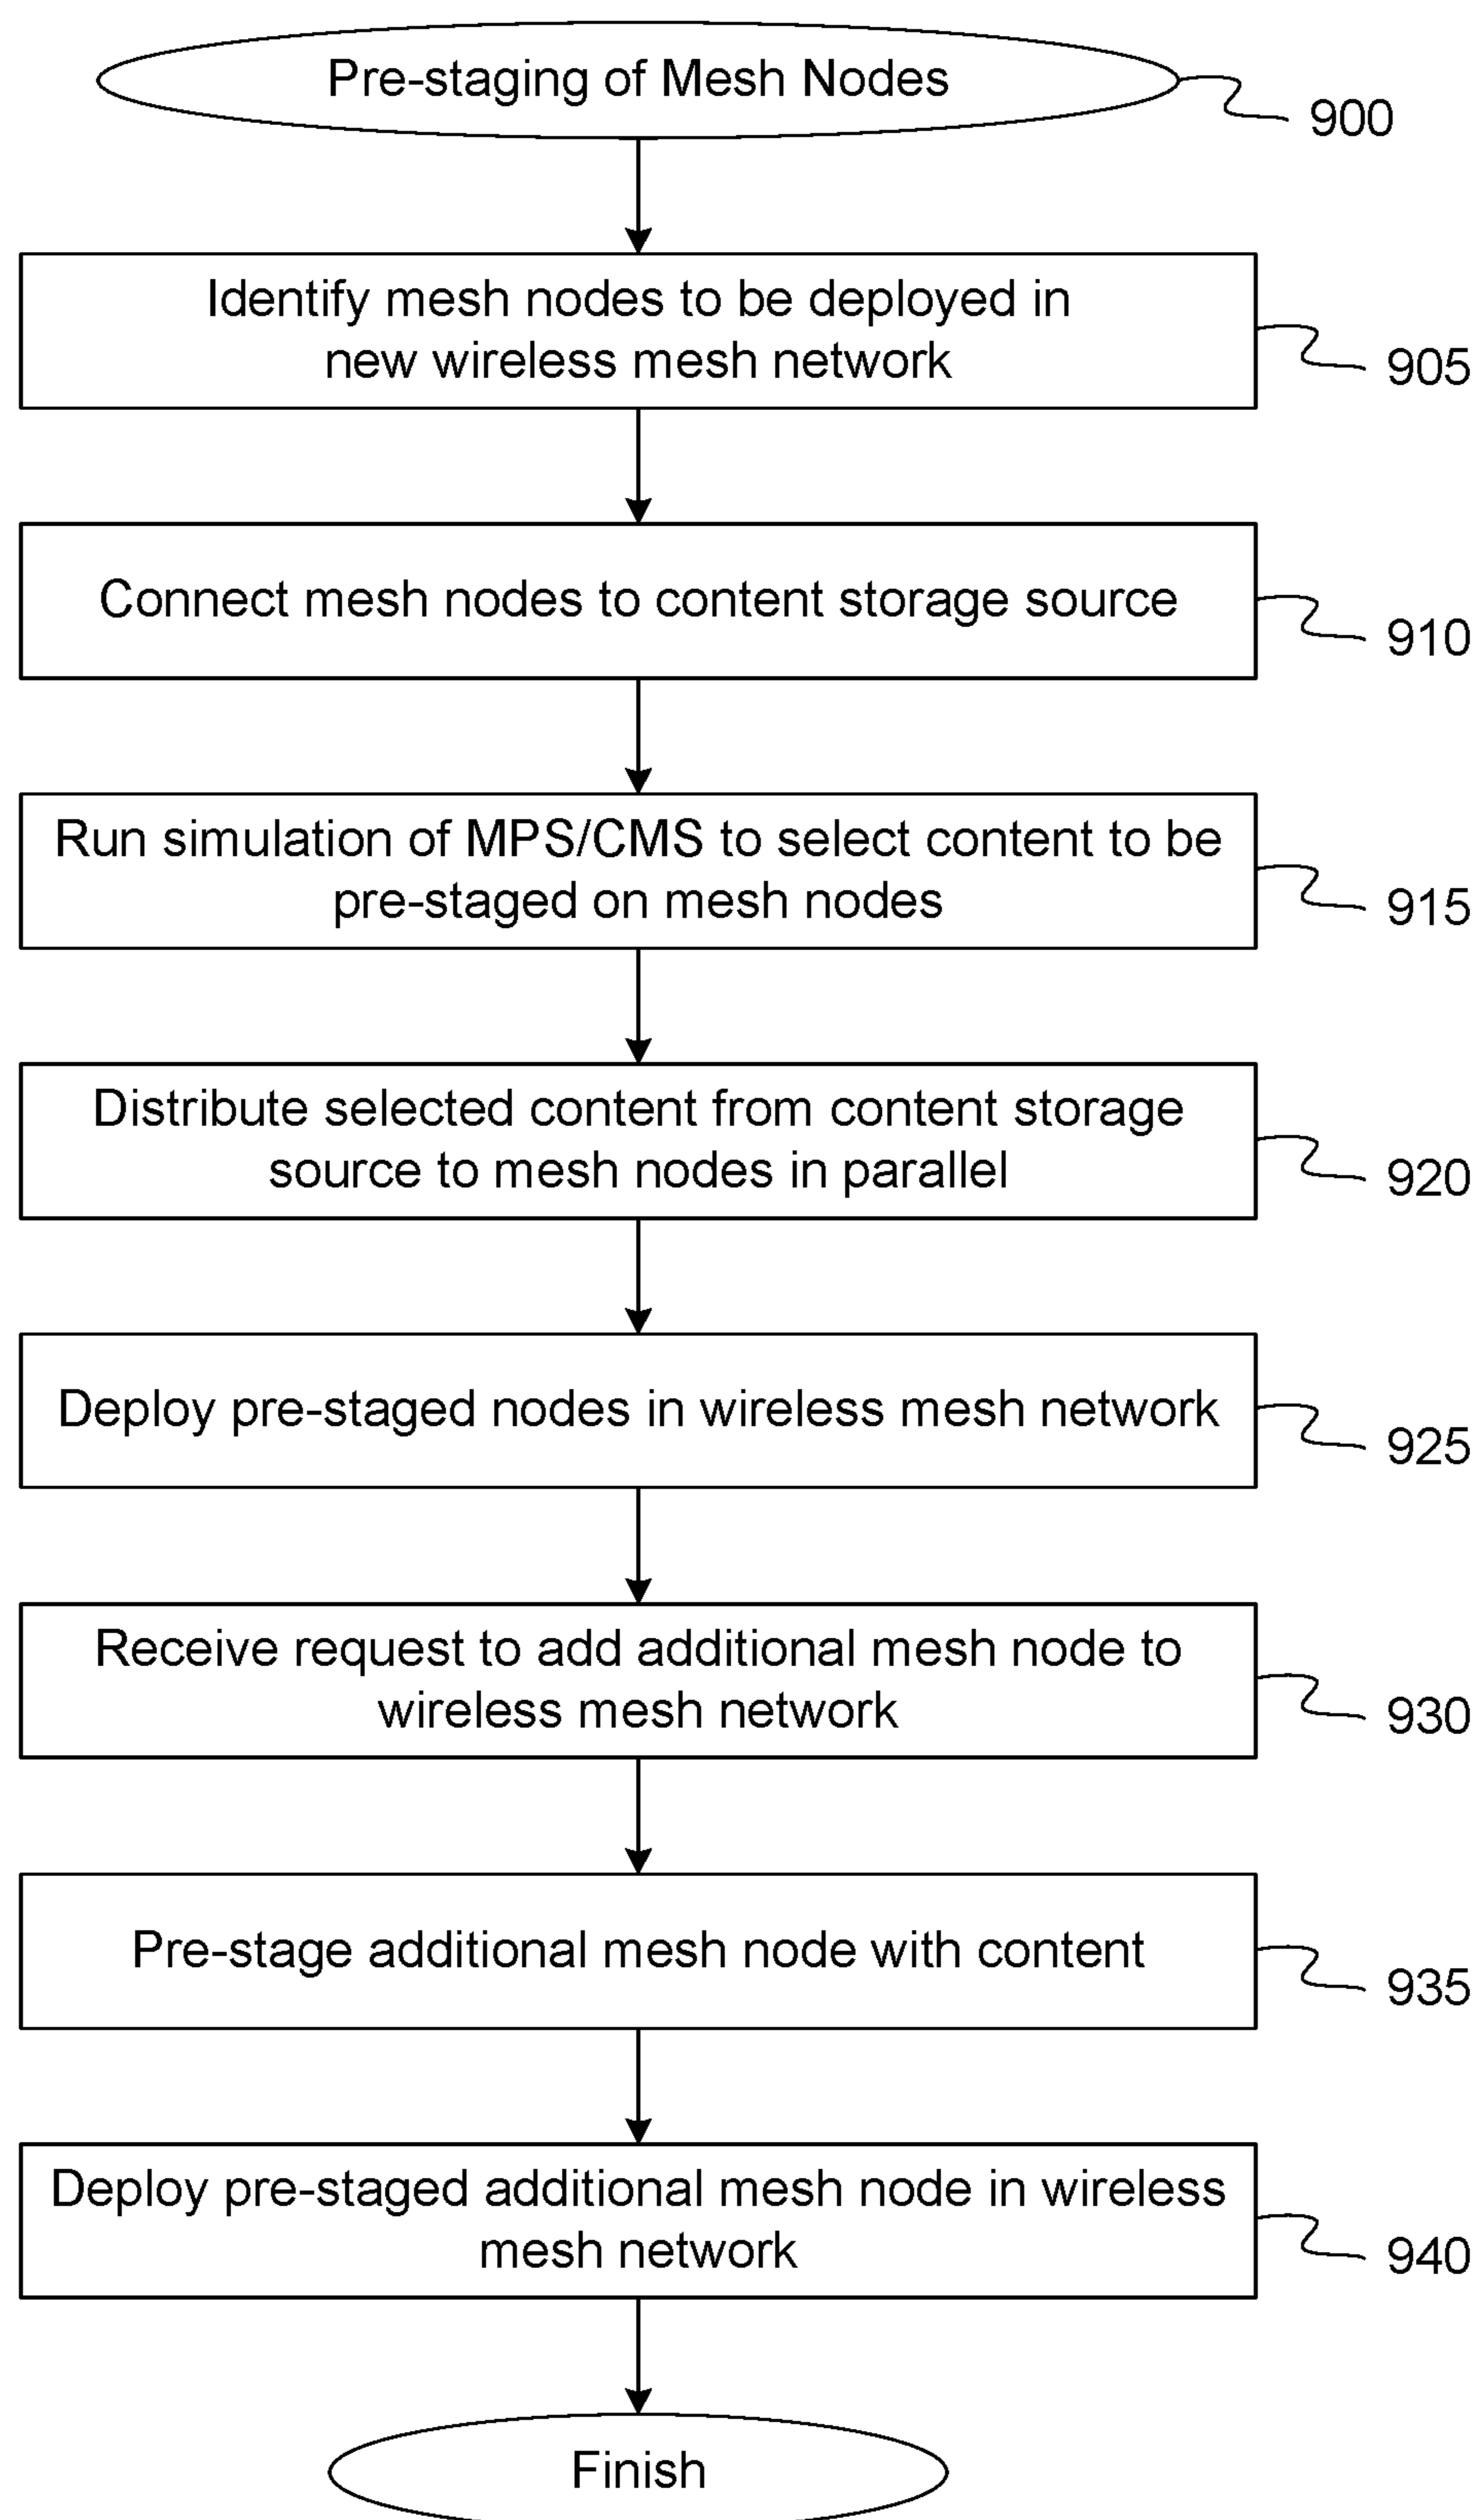 Pre-staging of Mesh Nodes
900
Identify mesh nodes to be deployed in
new wireless mesh network
905
Connect mesh nodes to content storage source
910
Run simulation of MPS/CMS to select content to be
pre-staged on mesh nodes
915
Distribute selected content from content storage
source to mesh nodes in parallel
920
Deploy pre-staged nodes in wireless mesh network
925
Receive request to add additional mesh node to
wireless mesh network
930
Pre-stage additional mesh node with content
935
Deploy pre-staged additional mesh node in wireless
mesh network
940
Finish